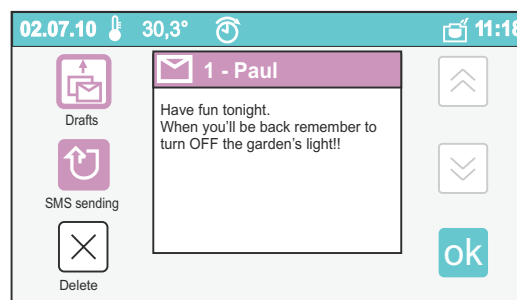 02.07.10 30,3° 11:18
1 - Paul
Have fun tonight.
When you'll be back remember to
turn OFF the garden's light!!
Drafts
SMS sending
Delete
ok